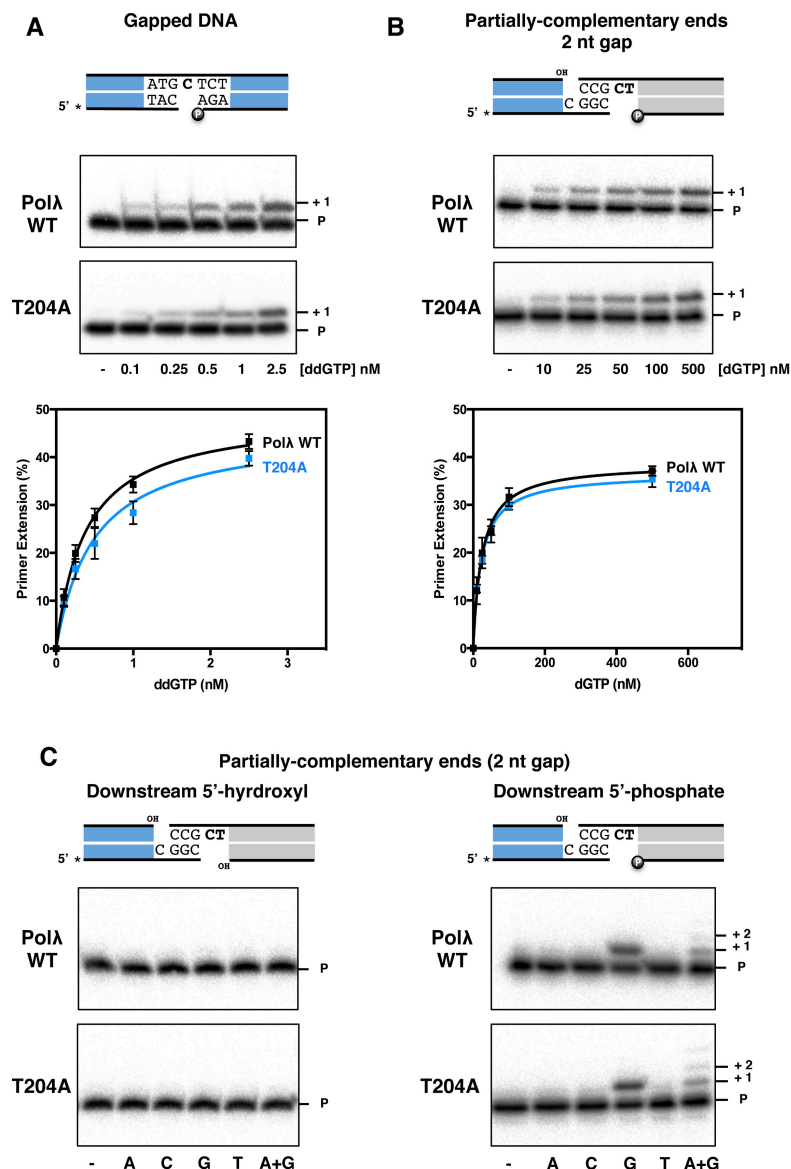 A
Gapped DNA
ATG C TCT
TAC AGA
5' *
P
Polλ
WT
+ 1
P
T204A
+ 1
P
- 0.1 0.25 0.5 1 2.5 [ddGTP] nM
50
40
30
20
10
0
Primer Extension (%)
Polλ WT
T204A
0 1 2 3
ddGTP (nM)
B
Partially-complementary ends
2 nt gap
OH
CCG CT
C GGC
5' *
P
Polλ
WT
+ 1
P
T204A
+ 1
P
- 10 25 50 100 500 [dGTP] nM
50
40
30
20
10
0
Primer Extension (%)
Polλ WT
T204A
0 200 400 600
dGTP (nM)
C
Partially-complementary ends (2 nt gap)
Downstream 5'-hyrdroxyl
OH
CCG CT
C GGC
5' *
OH
Polλ
WT
P
T204A
P
- A C G T A+G
Downstream 5'-phosphate
OH
CCG CT
C GGC
5' *
P
Polλ
WT
+ 2
+ 1
P
T204A
+ 2
+ 1
P
- A C G T A+G